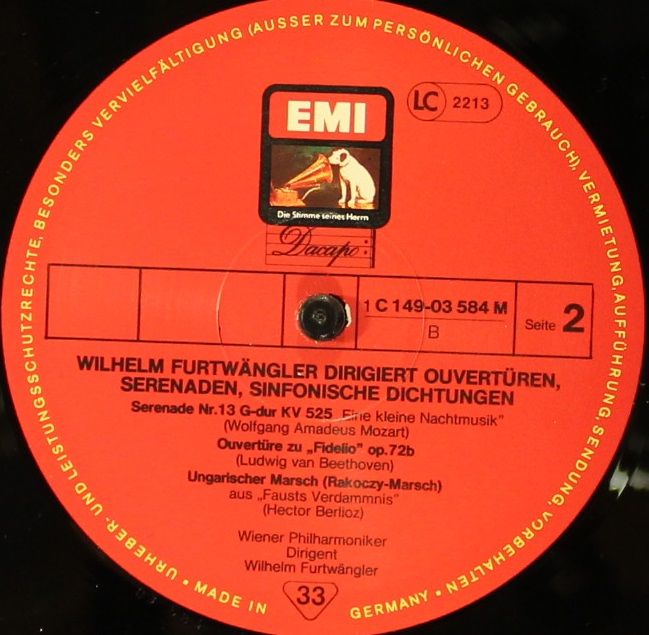 EMI
Die Stimme seines Herrn
Dacapo
LC 2213
1 C 149-03 584 M
B
Seite 2
WILHELM FURTWÄNGLER DIRIGIERT OUVERTÜREN,
SERENADEN, SINFONISCHE DICHTUNGEN
Serenade Nr.13 G-dur KV 525 „Eine kleine Nachtmusik"
(Wolfgang Amadeus Mozart)
Ouvertüre zu „Fidelio" op.72b
(Ludwig van Beethoven)
Ungarischer Marsch (Rakoczy-Marsch)
aus „Fausts Verdammnis"
(Hector Berlioz)
Wiener Philharmoniker
Dirigent
Wilhelm Furtwängler
33
URHEBER- UND LEISTUNGSSCHUTZRECHTE, BESONDERS VERVIELFÄLTIGUNG (AUSSER ZUM PERSÖNLICHEN GEBRAUCH), VERMIETUNG, AUFFÜHRUNG, SENDUNG, VORBEHALTEN • MADE IN GERMANY •